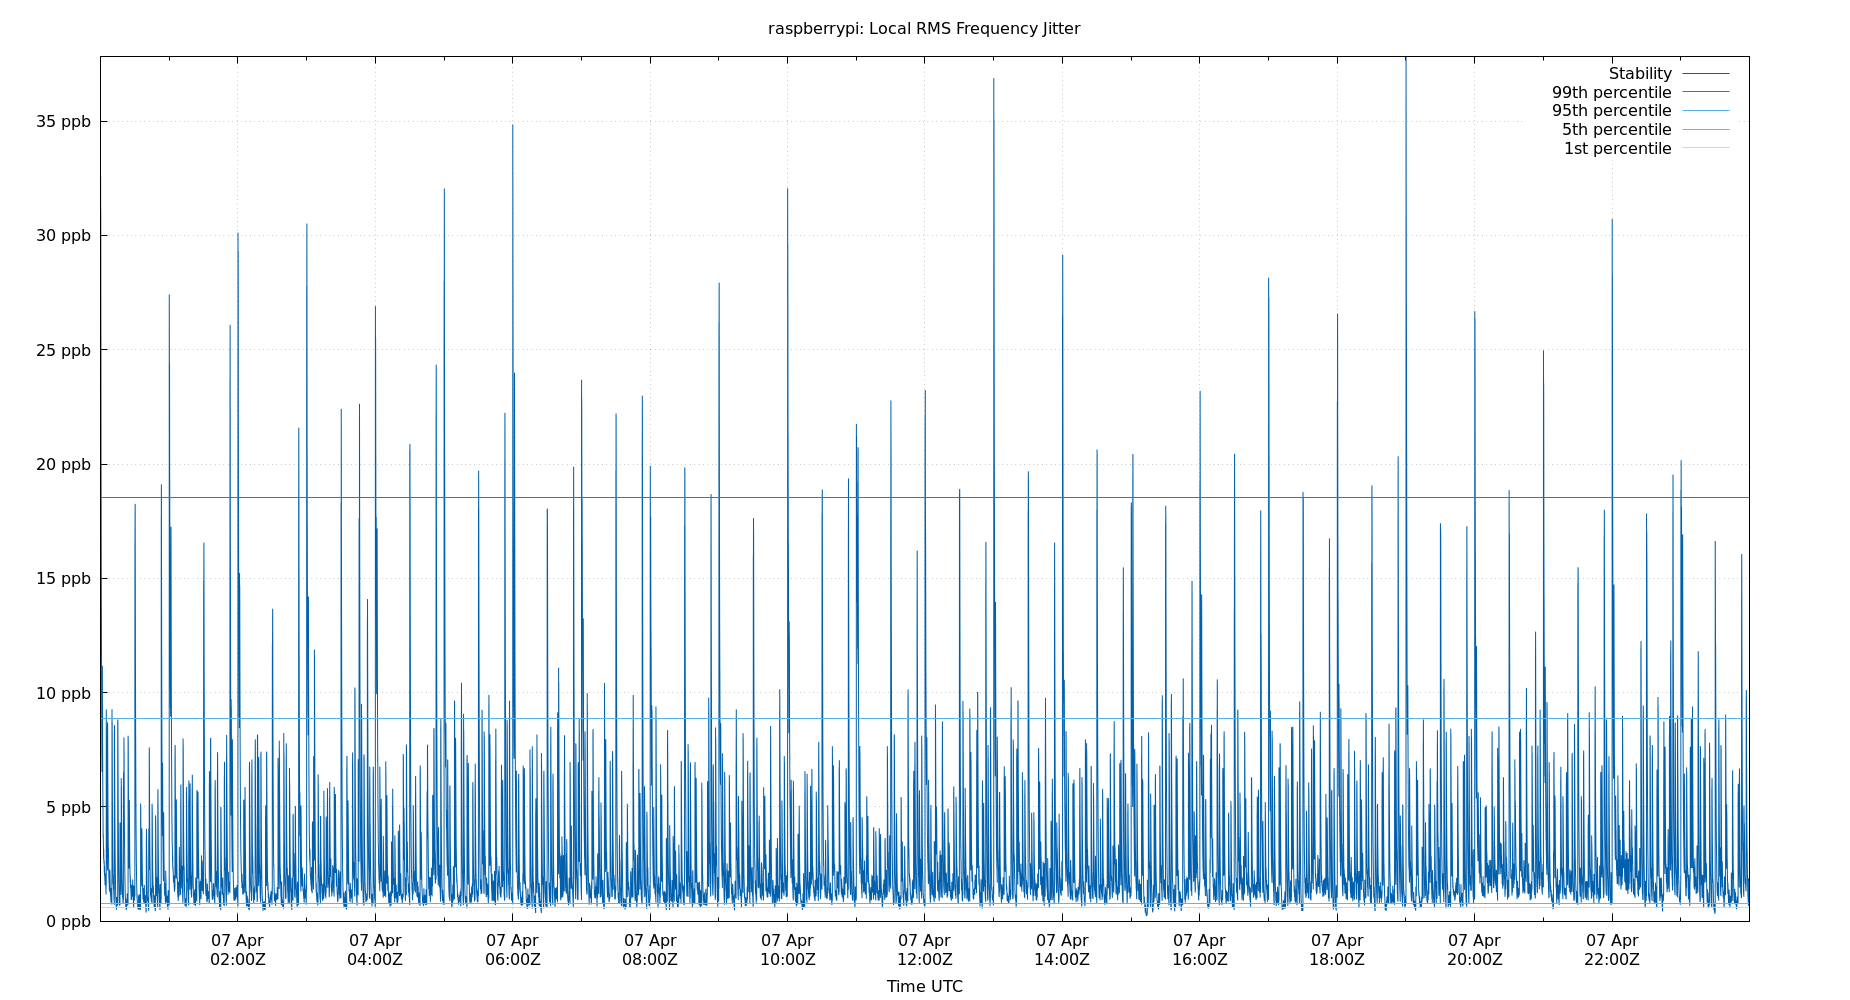 raspberrypi: Local RMS Frequency Jitter
Stability
99th percentile
95th percentile
5th percentile
1st percentile
35 ppb
30 ppb
25 ppb
20 ppb
15 ppb
10 ppb
5 ppb
0 ppb
07 Apr 07 Apr 07 Apr 07 Apr 07 Apr 07 Apr 07 Apr 07 Apr 07 Apr 07 Apr 07 Apr
02:00Z 04:00Z 06:00Z 08:00Z 10:00Z 12:00Z 14:00Z 16:00Z 18:00Z 20:00Z 22:00Z
Time UTC